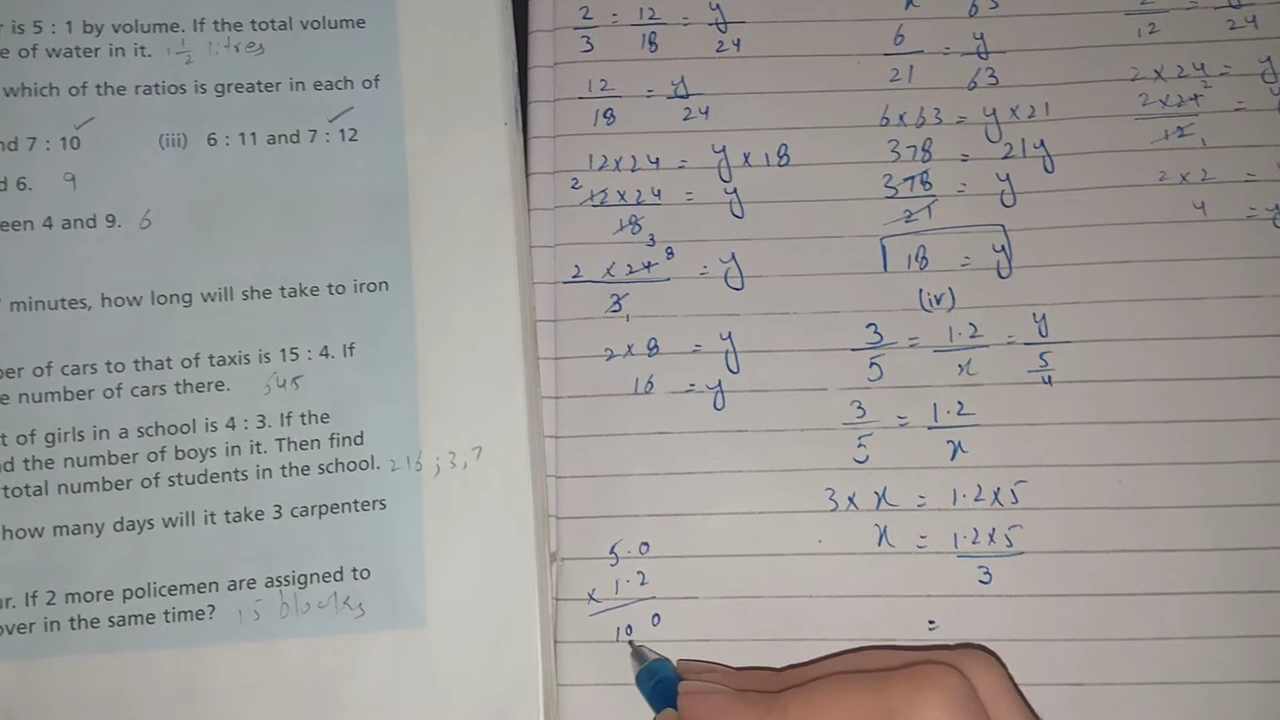 r is 5 : 1 by volume. If the total volume
e of water in it. 1 1/2 litres
which of the ratios is greater in each of
nd 7 : 10 ✓ (iii) 6 : 11 and 7 : 12 ✓
d 6. 9
een 4 and 9. 6
minutes, how long will she take to iron
ber of cars to that of taxis is 15 : 4. If
e number of cars there. 545
t of girls in a school is 4 : 3. If the
d the number of boys in it. Then find
total number of students in the school. 216 ; 3 , 7
how many days will it take 3 carpenters
ur. If 2 more policemen are assigned to
over in the same time? 15 blocks
2/3 = 12/18 = y/24
12/18 = y/24
12 × 24 = y × 18
2 12 × 24 / 18 3 = y
2 × 24 8 / 3 1 = y
2 × 8 = y
16 = y
5.0
× 1.2
10 0
x 63
6/21 = y/63
6 × 63 = y × 21
378 = 21y
378/21 = y
18 = y
(iv)
3/5 = 1.2/x = y/(5/4)
3/5 = 1.2/x
3 × x = 1.2 × 5
x = 1.2 × 5 / 3
=
12 24
2 × 24 = y
2 × 24 2 / 12 1 =
2 × 2 =
4 = y